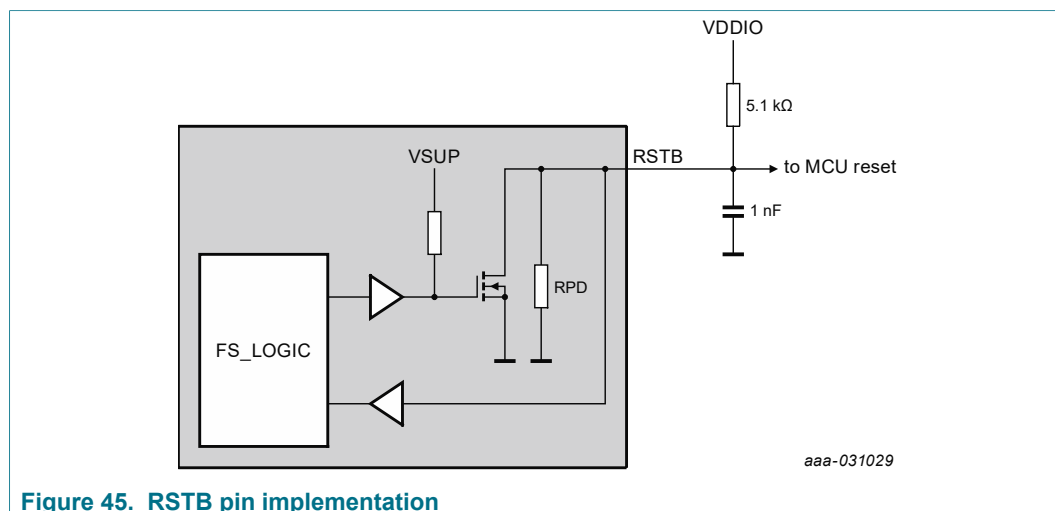 VDDIO
5.1 kΩ
VSUP
RSTB
to MCU reset
1 nF
RPD
FS_LOGIC
aaa-031029
Figure 45. RSTB pin implementation